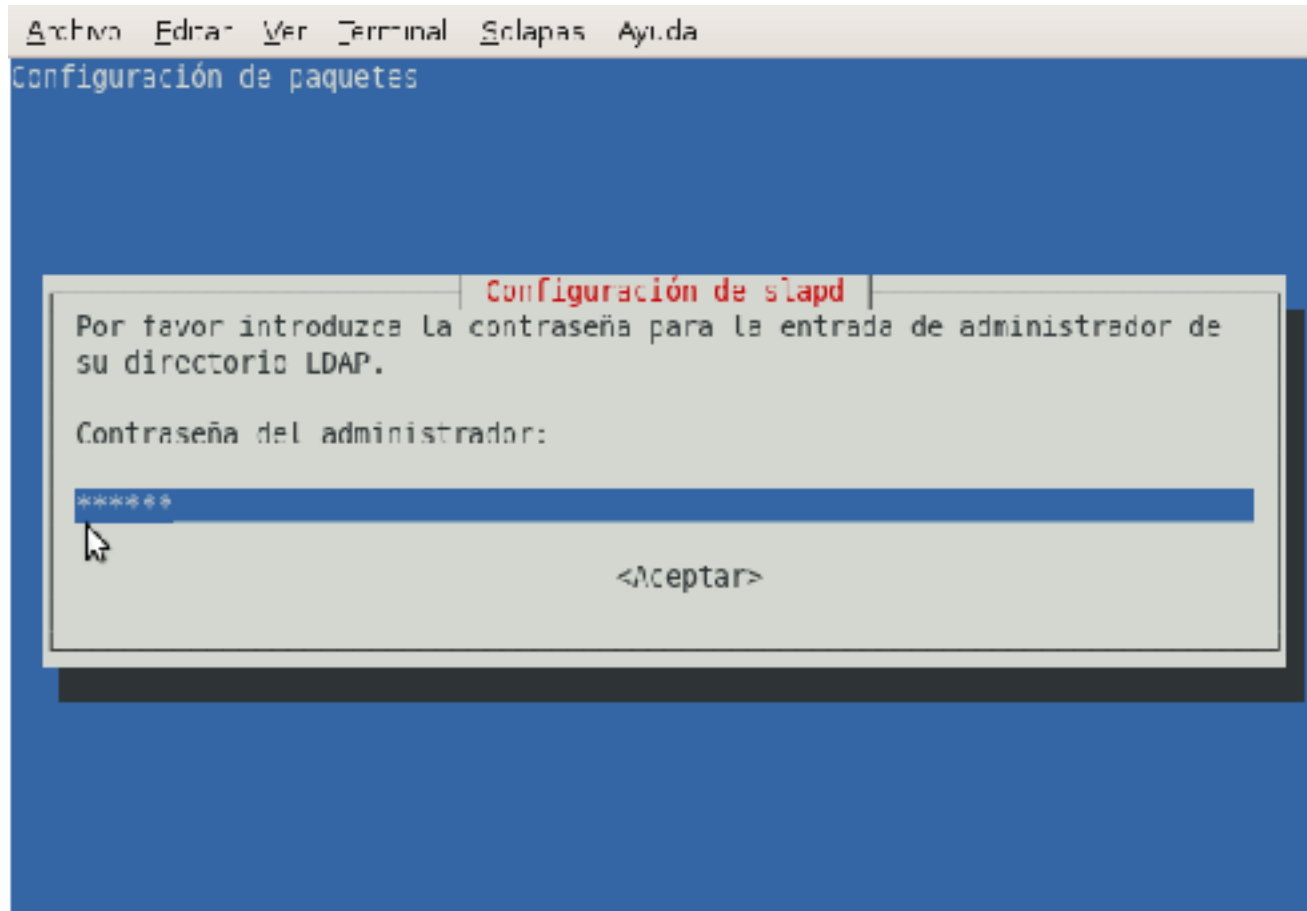 Archivo Editar Ver Terminal Solapas Ayuda
Configuración de paquetes
Configuración de slapd
Por favor introduzca la contraseña para la entrada de administrador de
su directorio LDAP.
Contraseña del administrador:
******
<Aceptar>